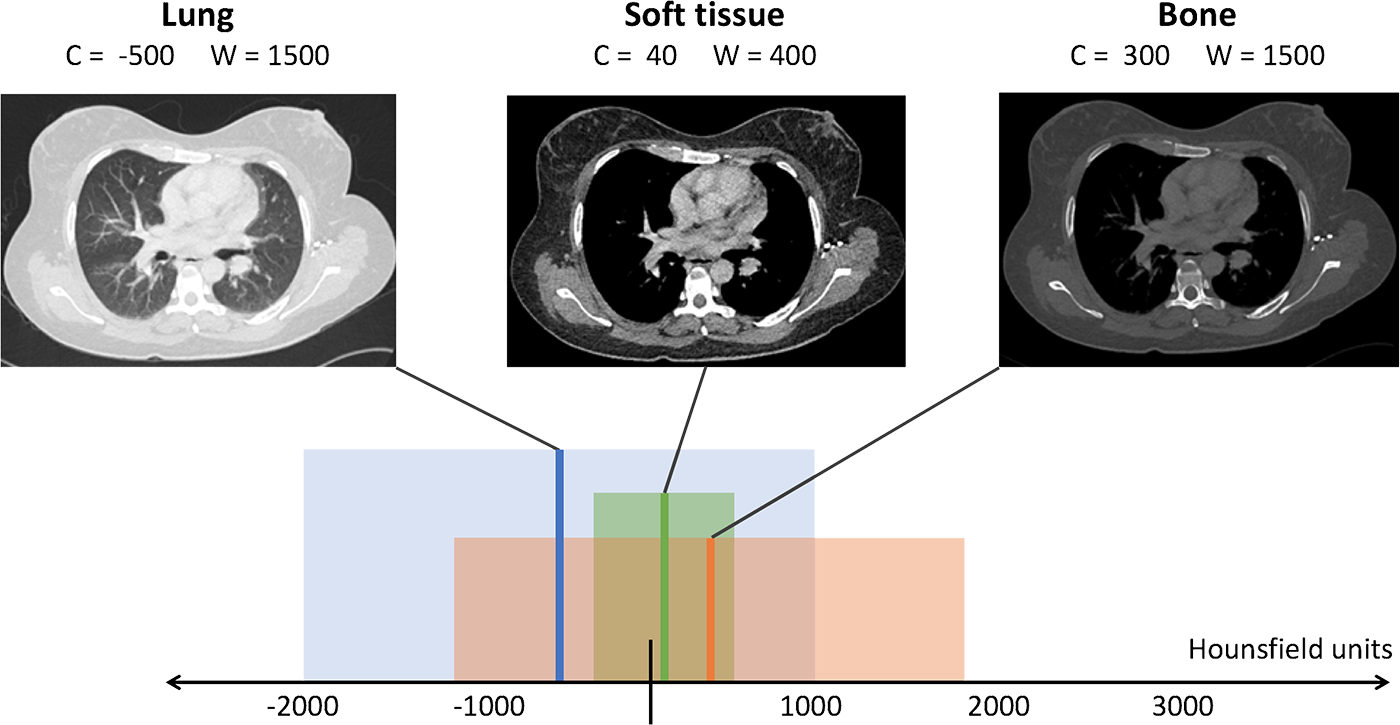 Lung
C = -500 W = 1500
Soft tissue
C = 40 W = 400
Bone
C = 300 W = 1500
Hounsfield units
-2000
-1000
1000
2000
3000